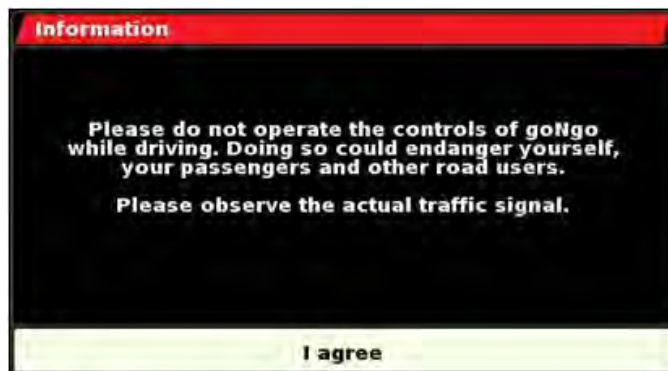 Information
Please do not operate the controls of goNgo
while driving. Doing so could endanger yourself,
your passengers and other road users.
Please observe the actual traffic signal.
I agree